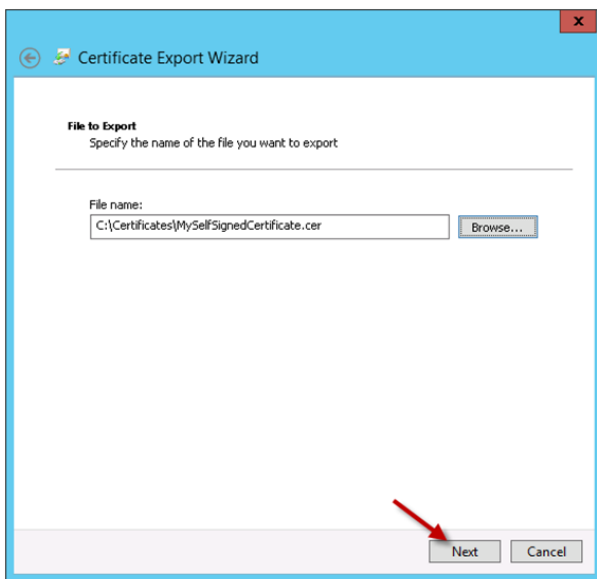 x
Certificate Export Wizard
File to Export
Specify the name of the file you want to export
File name:
C:\Certificates\MySelfSignedCertificate.cer
Browse...
Next
Cancel